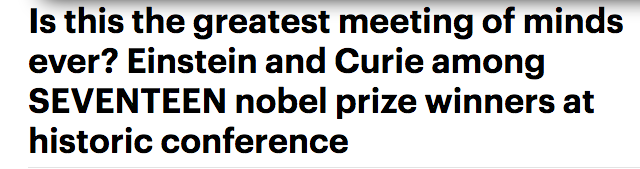 Is this the greatest meeting of minds
ever? Einstein and Curie among
SEVENTEEN nobel prize winners at
historic conference